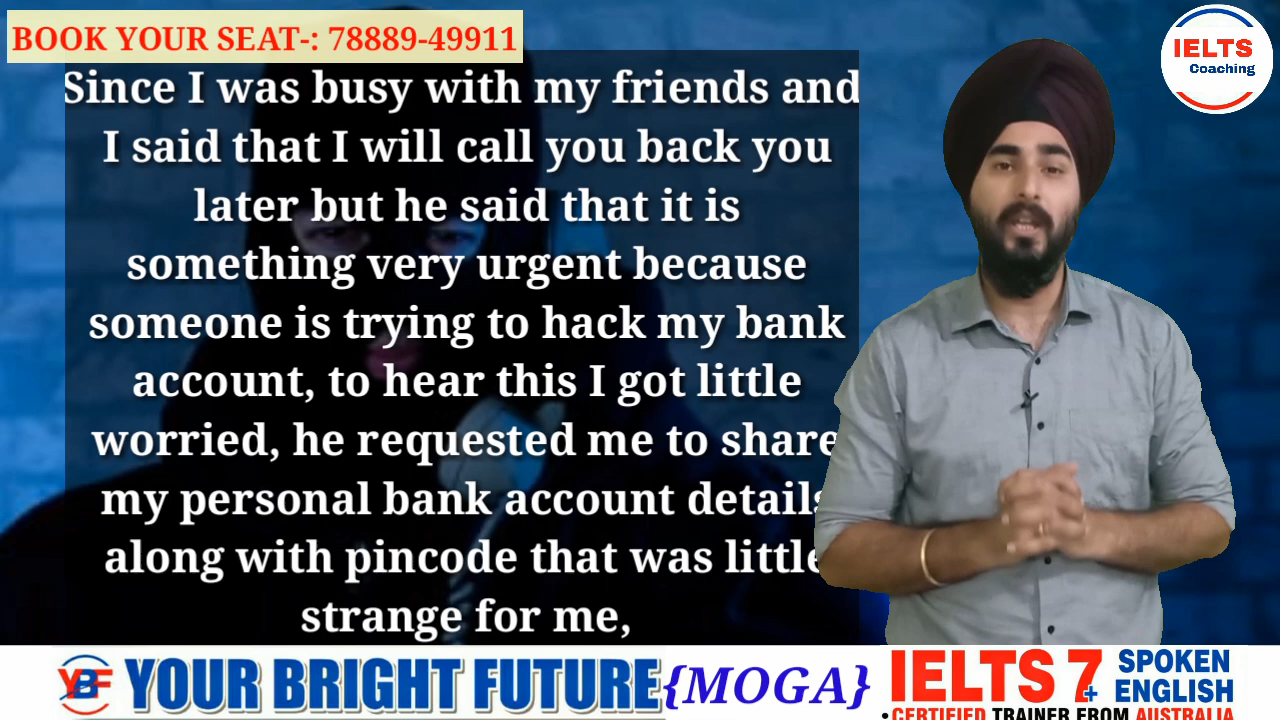 BOOK YOUR SEAT-: 78889-49911
IELTS
Coaching
Since I was busy with my friends and
I said that I will call you back you
later but he said that it is
something very urgent because
someone is trying to hack my bank
account, to hear this I got little
worried, he requested me to share
my personal bank account details
along with pincode that was little
strange for me,
YBF YOUR BRIGHT FUTURE {MOGA}
IELTS 7+ SPOKEN ENGLISH
• CERTIFIED TRAINER FROM AUSTRALIA